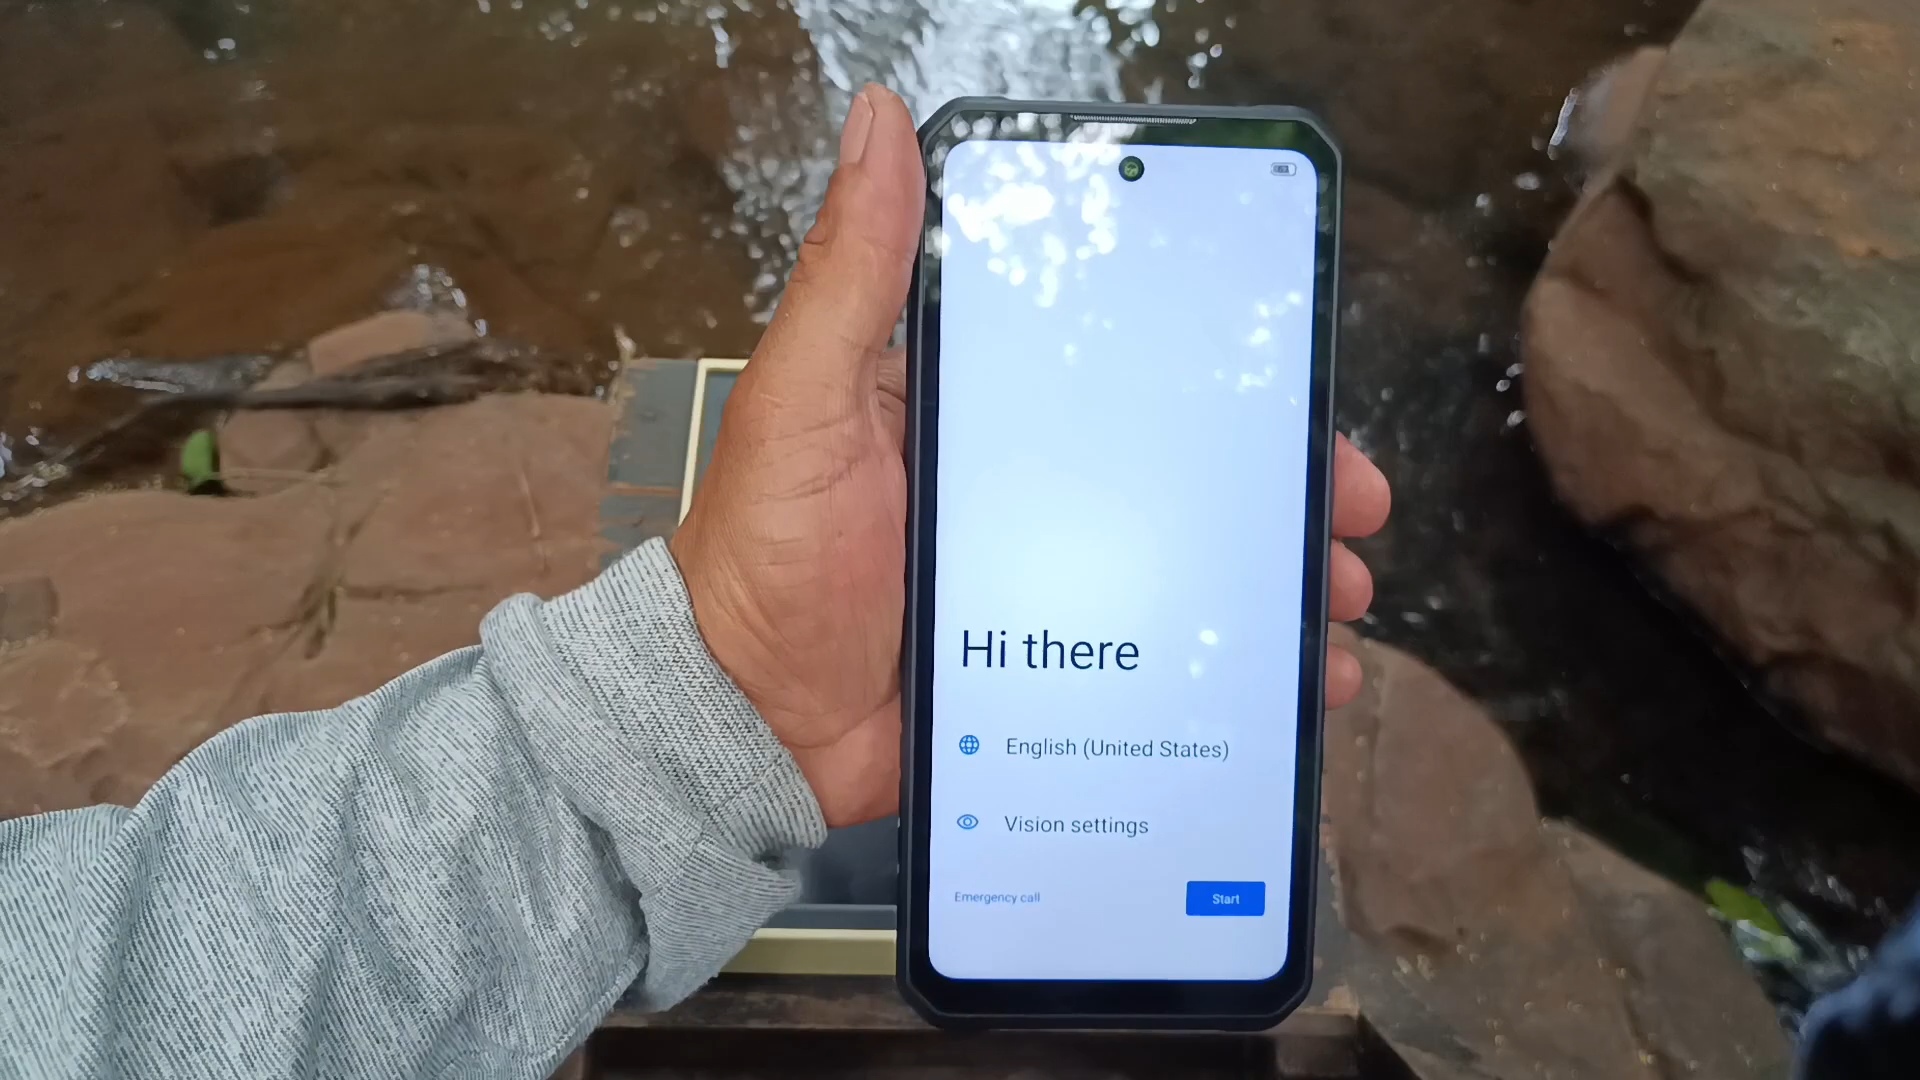 Hi there
English (United States)
Vision settings
Emergency call
Start